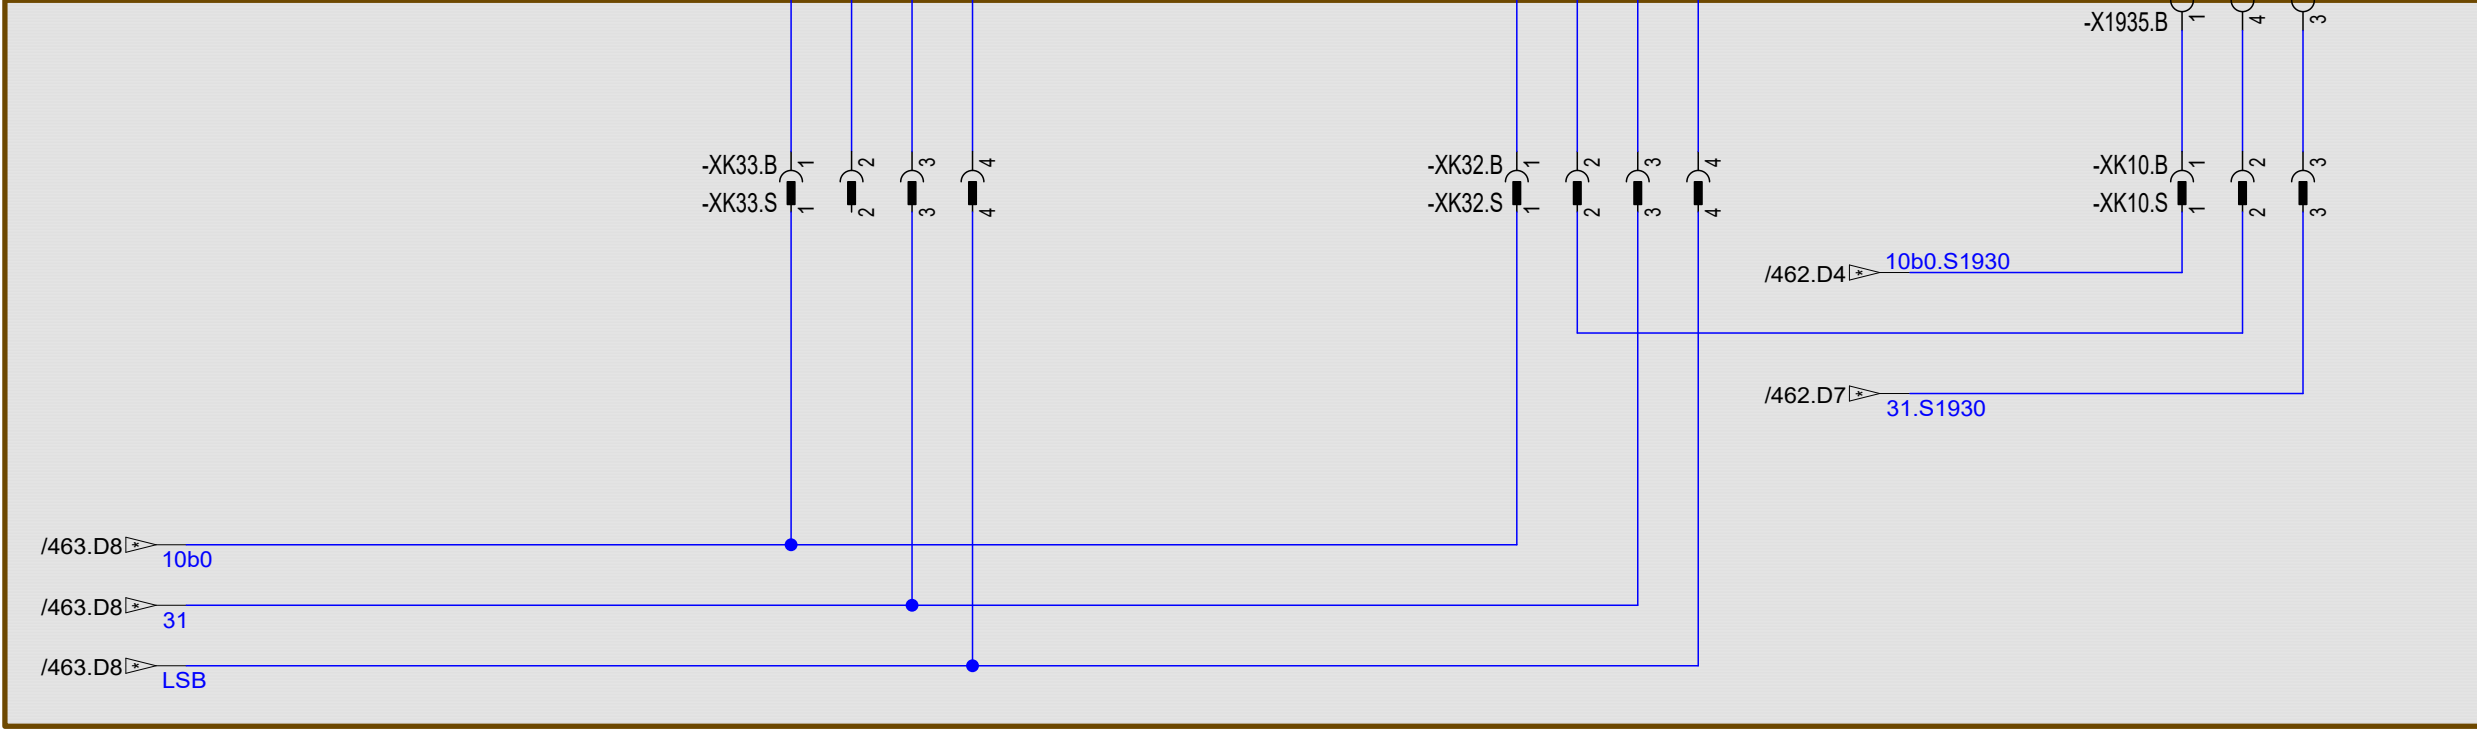 -X1935.B 1 4 3
-XK33.B 1 2 3 4
-XK33.S 1 2 3 4
-XK32.B 1 2 3 4
-XK32.S 1 2 3 4
-XK10.B 1 2 3
-XK10.S 1 2 3
/462.D4 * 10b0.S1930
/462.D7 * 31.S1930
/463.D8 * 10b0
/463.D8 * 31
/463.D8 * LSB